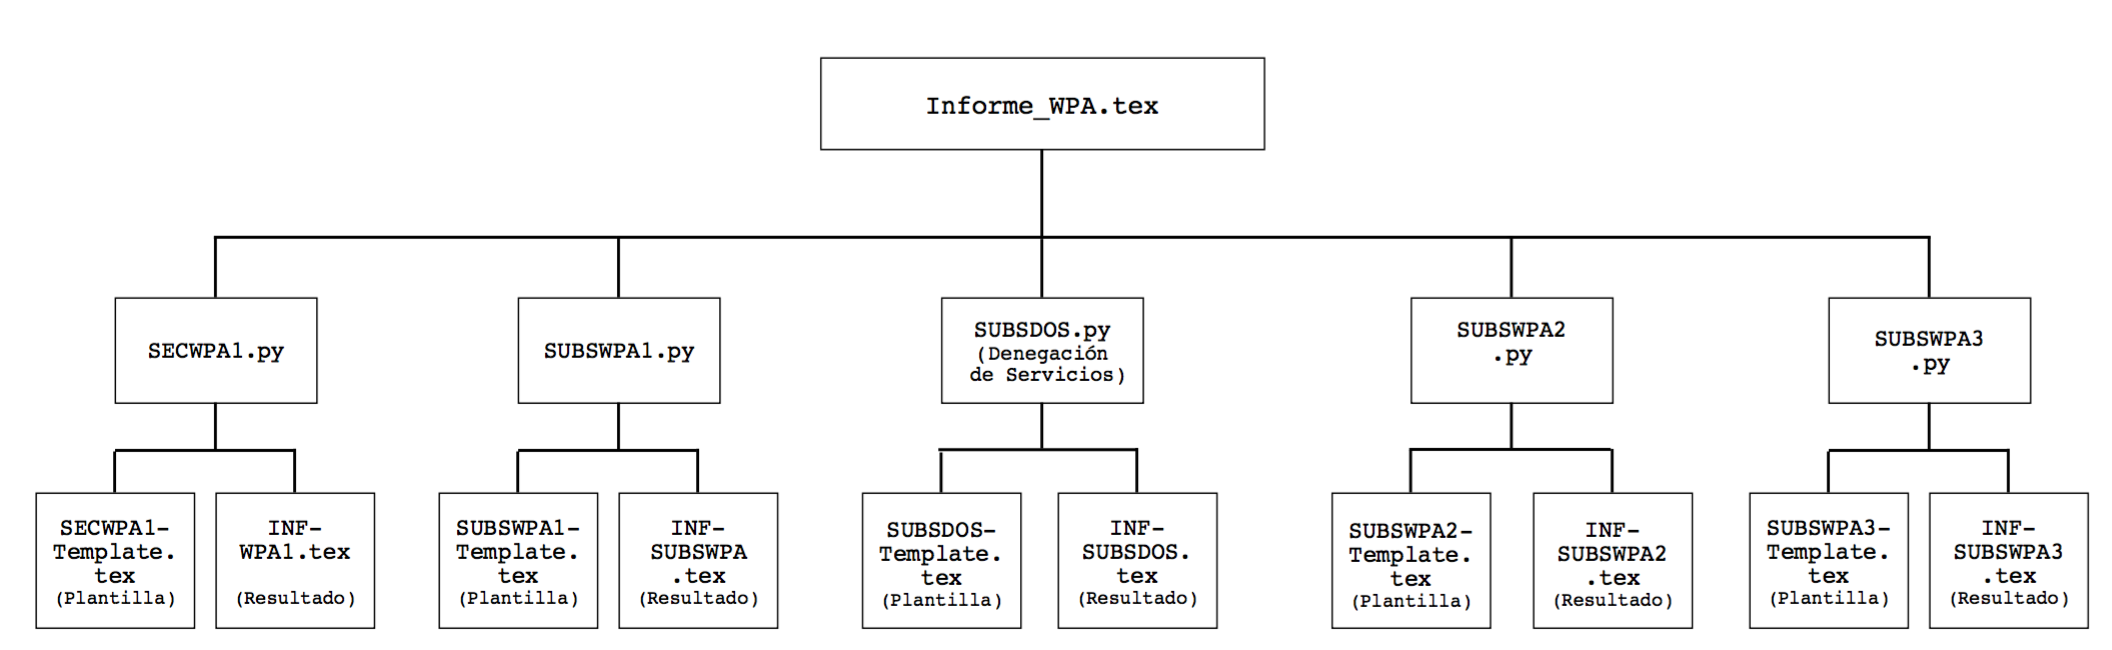 Informe_WPA.tex
SECWPA1.py
SUBSWPA1.py
SUBSDOS.py
(Denegación
de Servicios)
SUBSWPA2
.py
SUBSWPA3
.py
SECWPA1-
Template.
tex
(Plantilla)
INF-
WPA1.tex
(Resultado)
SUBSWPA1-
Template.
tex
(Plantilla)
INF-
SUBSWPA
.tex
(Resultado)
SUBSDOS-
Template.
tex
(Plantilla)
INF-
SUBSDOS.
tex
(Resultado)
SUBSWPA2-
Template.
tex
(Plantilla)
INF-
SUBSWPA2
.tex
(Resultado)
SUBSWPA3-
Template.
tex
(Plantilla)
INF-
SUBSWPA3
.tex
(Resultado)